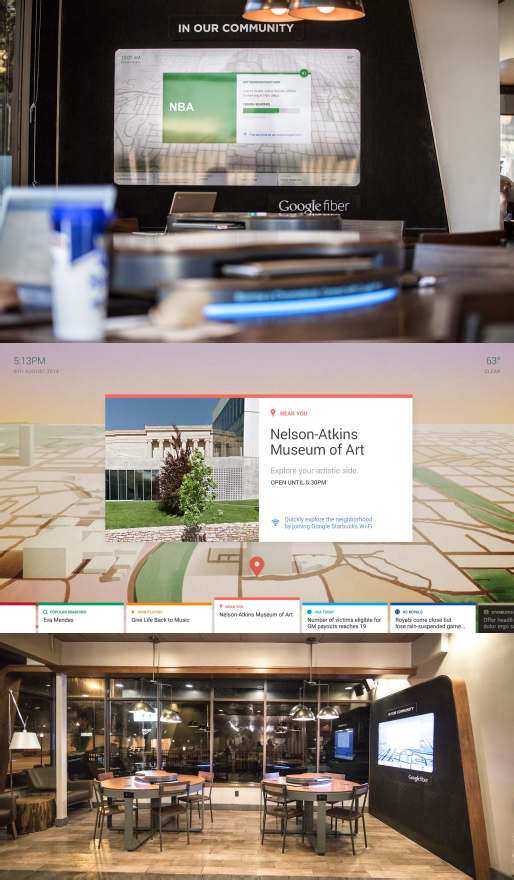 IN OUR COMMUNITY
NBA
Google fiber
5:13PM
63°
CLEAR
NEAR YOU
Nelson-Atkins
Museum of Art
Explore your artistic side.
OPEN UNTIL 5:30PM
Quickly explore the neighborhood
by joining Google Starbucks Wi-Fi
POPULAR SEARCHES
Eva Mendes
NOW PLAYING
Give Life Back to Music
NEAR YOU
Nelson-Atkins Museum of Art
USA TODAY
Number of victims eligible for
GM payouts reaches 19
KC ROYALS
Royals come close but
lose rain-suspended game...
STARBUCKS
Offer headli
dolor ergo s
IN OUR COMMUNITY
Google fiber